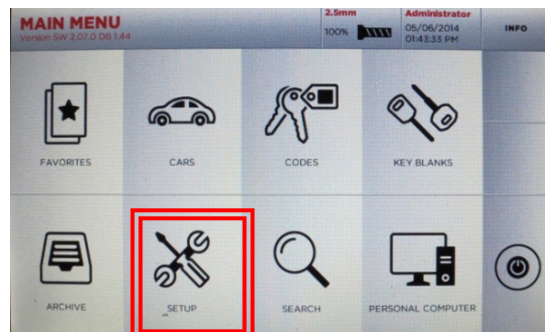 MAIN MENU
Version SW 2.07.0 DB 1.44
2.5mm
100%
Administrator
05/06/2014
01:43:33 PM
INFO
FAVORITES
CARS
CODES
KEY BLANKS
ARCHIVE
SETUP
SEARCH
PERSONAL COMPUTER